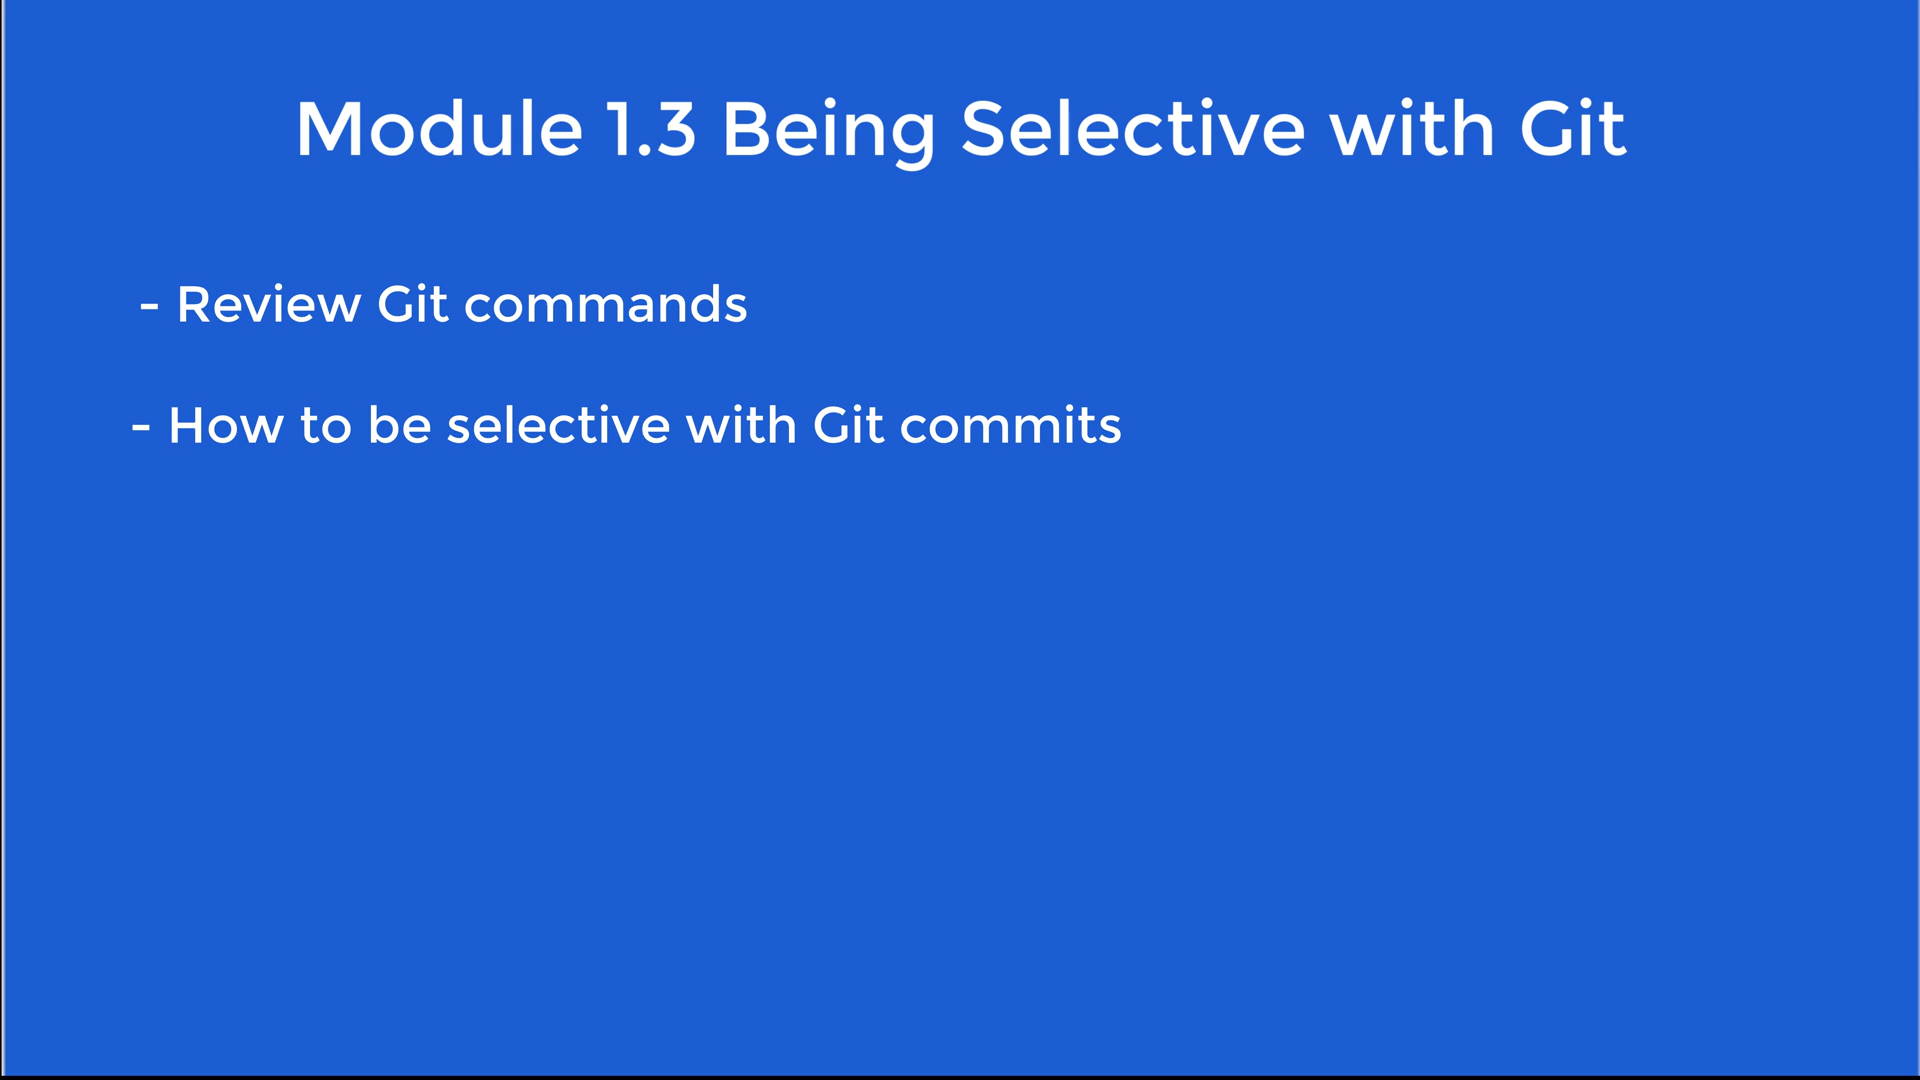 Module 1.3 Being Selective with Git
- Review Git commands
- How to be selective with Git commits